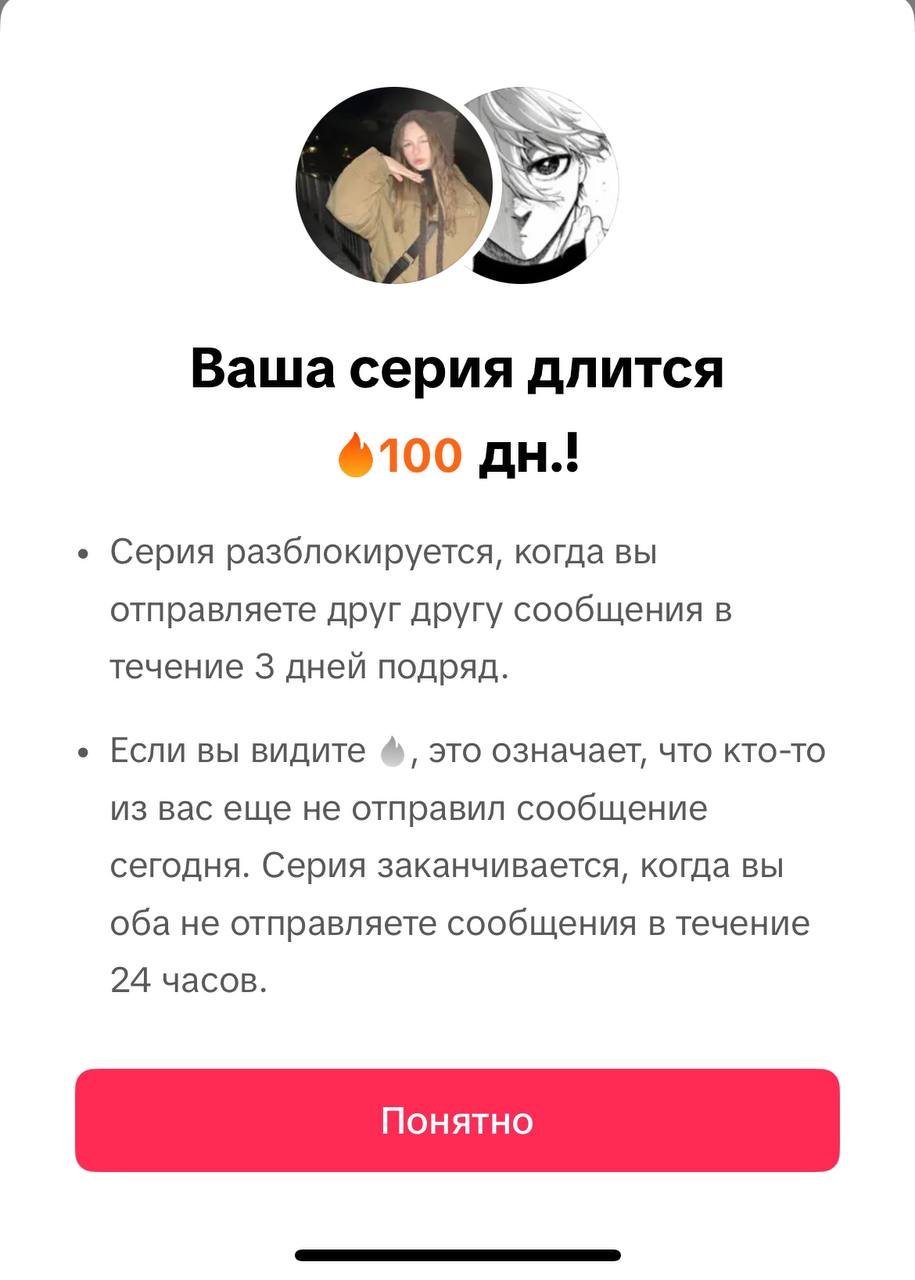 Ваша серия длится
🔥100 дн.!
• Серия разблокируется, когда вы
отправляете друг другу сообщения в
течение 3 дней подряд.
• Если вы видите 🔥, это означает, что кто-то
из вас еще не отправил сообщение
сегодня. Серия заканчивается, когда вы
оба не отправляете сообщения в течение
24 часов.
Понятно